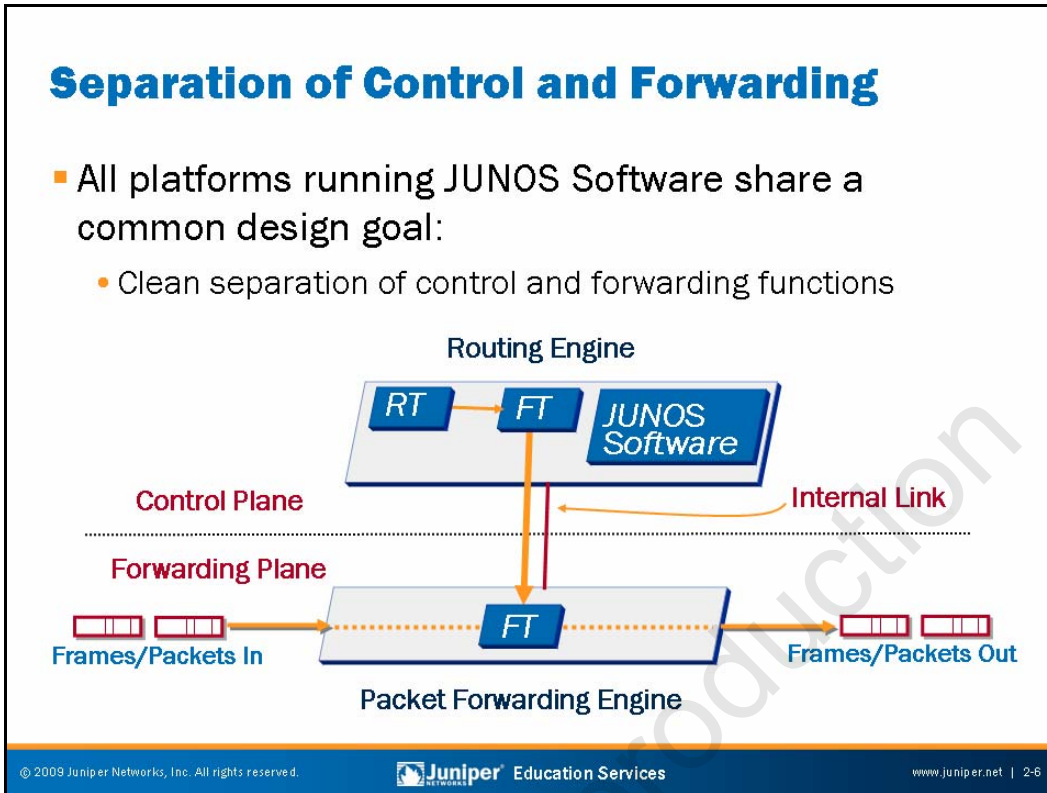 Separation of Control and Forwarding
▪ All platforms running JUNOS Software share a
common design goal:
• Clean separation of control and forwarding functions
Routing Engine
RT
FT
JUNOS
Software
Control Plane
Internal Link
Forwarding Plane
FT
Frames/Packets In
Frames/Packets Out
Packet Forwarding Engine
roduction
© 2009 Juniper Networks, Inc. All rights reserved.
Juniper NETWORKS Education Services
www.juniper.net | 2-6